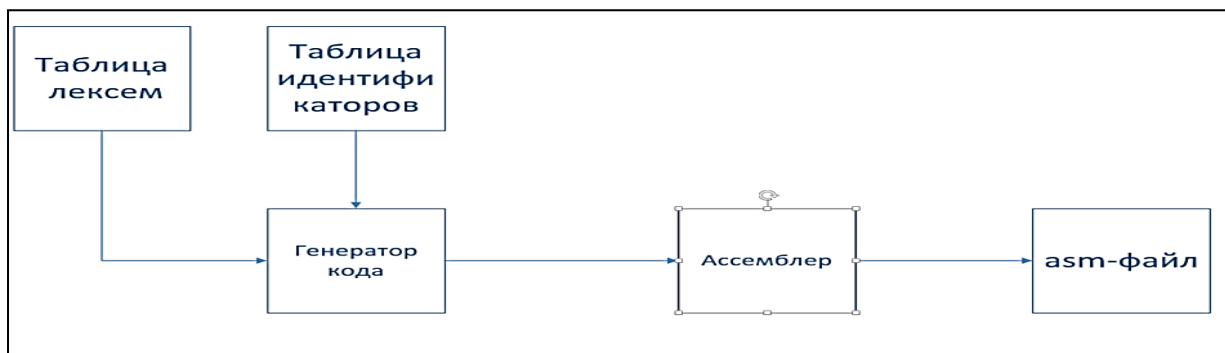 Таблица
лексем
Таблица
идентифи
каторов
Генератор
кода
Ассемблер
asm-файл